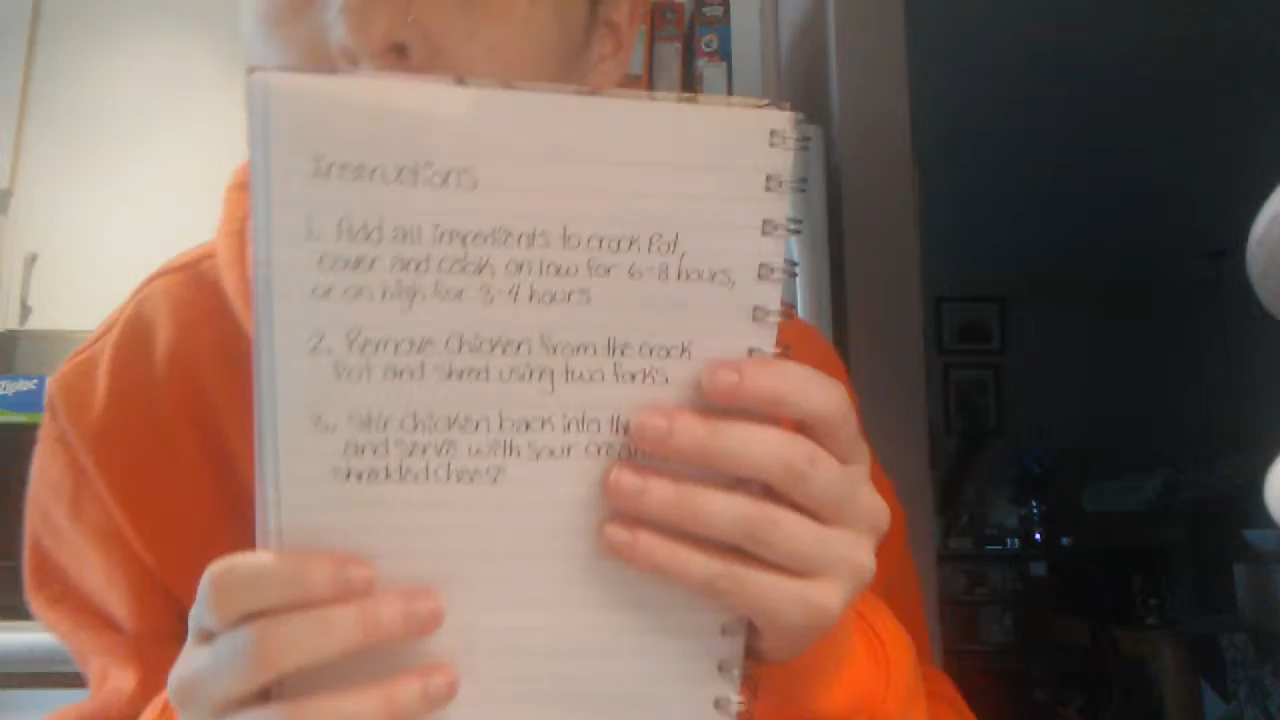 Instructions
1. Add all Ingredients to crock Pot,
cover and cook on low for 6-8 hours,
or on high for 3-4 hours
2. Remove Chicken from the crock
Pot and shred using two forks
3. Stir Chicken back into the
and serve with Sour cream
shredded Cheese
Ziploc